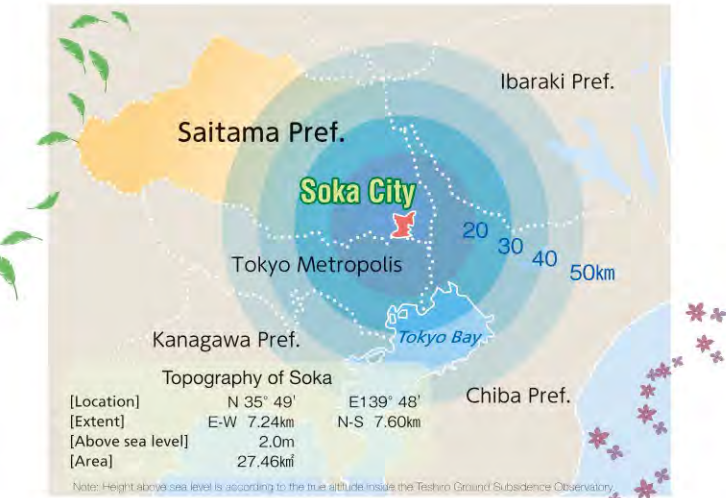 Ibaraki Pref.
Saitama Pref.
Soka City
20
30
40
50km
Tokyo Metropolis
Kanagawa Pref.
Tokyo Bay
Chiba Pref.
Topography of Soka
[Location] N 35° 49' E139° 48'
[Extent] E-W 7.24km N-S 7.60km
[Above sea level] 2.0m
[Area] 27.46㎢
Note: Height above sea level is according to the true altitude inside the Teshiro Ground Subsidence Observatory.